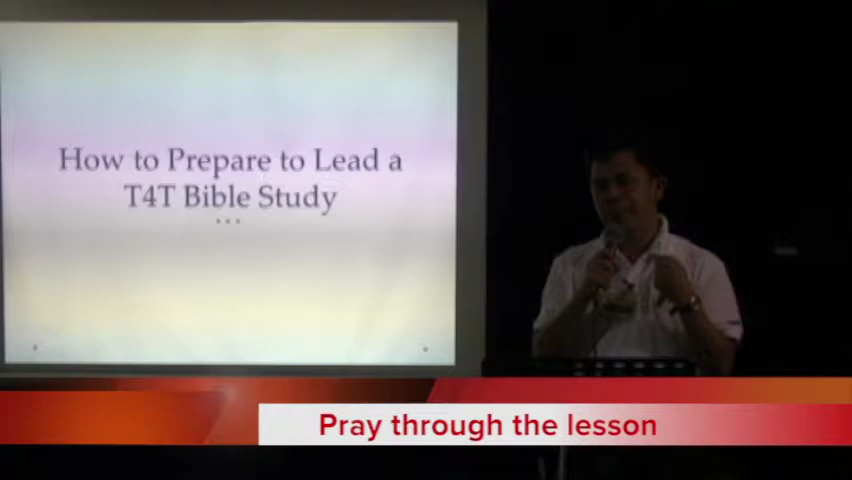 How to Prepare to Lead a
T4T Bible Study
Pray through the lesson